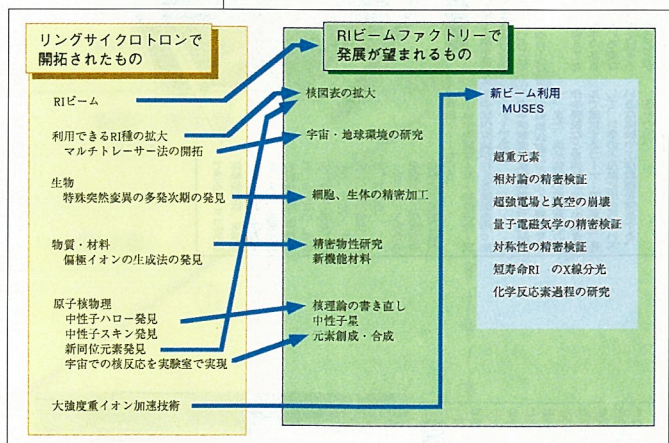 リングサイクロトロンで
開拓されたもの
RIビーム
利用できるRI種の拡大
マルチトレーサー法の開拓
生物
特殊突然変異の多発次期の発見
物質・材料
偏極イオンの生成法の発見
原子核物理
中性子ハロー発見
中性子スキン発見
新同位元素発見
宇宙での核反応を実験室で実現
大強度重イオン加速技術
RIビームファクトリーで
発展が望まれるもの
核図表の拡大
宇宙・地球環境の研究
細胞、生体の精密加工
精密物性研究
新機能材料
核理論の書き直し
中性子星
元素創成・合成
新ビーム利用
MUSES
超重元素
相対論の精密検証
超強電場と真空の崩壊
量子電磁気学の精密検証
対称性の精密検証
短寿命RI のX線分光
化学反応素過程の研究